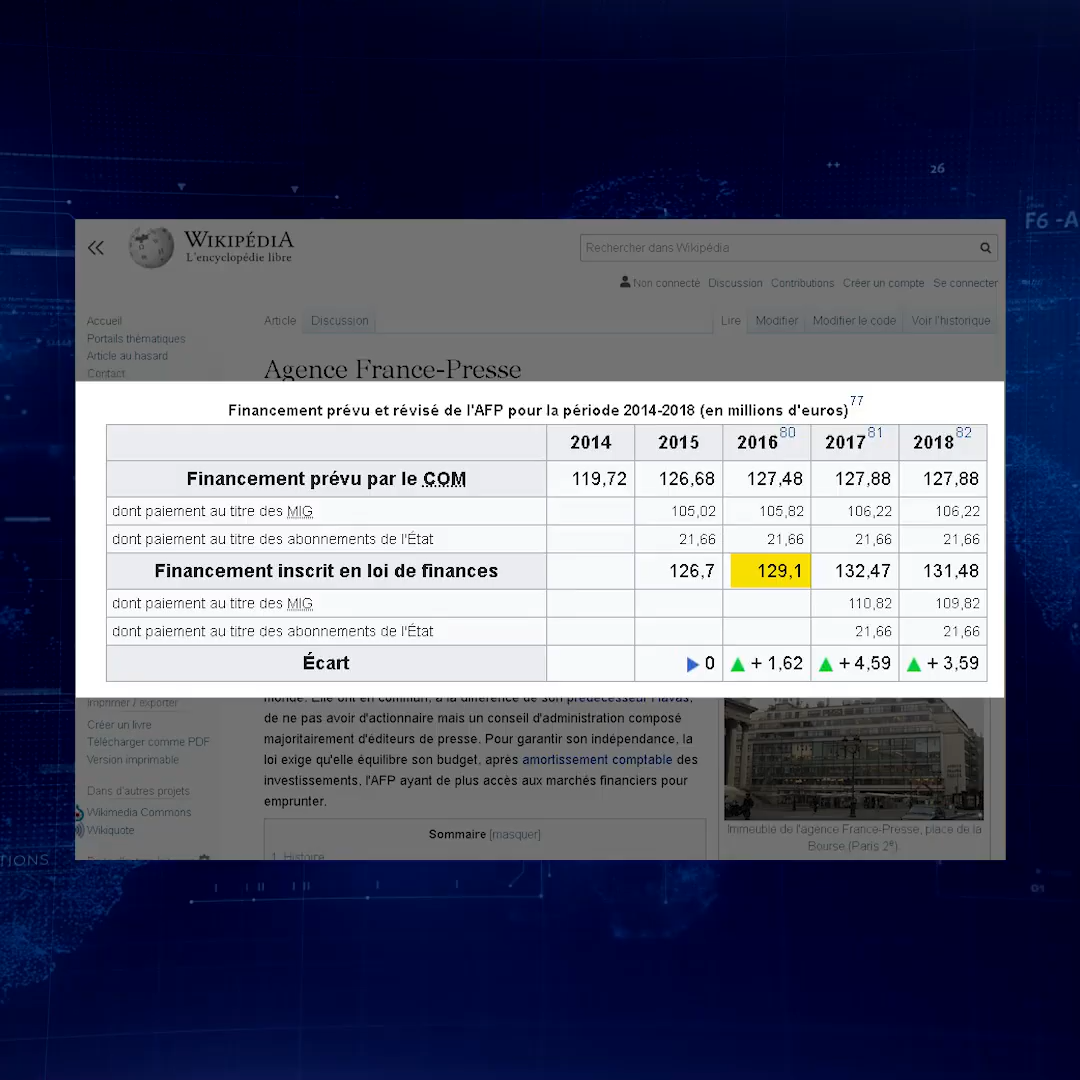 26
F6 -A
WIKIPÉDIA
L'encyclopédie libre
Rechercher dans Wikipédia
Non connecté Discussion Contributions Créer un compte Se connecter
Accueil
Portails thématiques
Article au hasard
Contact
Article Discussion
Lire Modifier Modifier le code Voir l'historique
Agence France-Presse
Financement prévu et révisé de l'AFP pour la période 2014-2018 (en millions d'euros)77
2014 2015 2016 80 2017 81 2018 82
Financement prévu par le COM 119,72 126,68 127,48 127,88 127,88
dont paiement au titre des MIG 105,02 105,82 106,22 106,22
dont paiement au titre des abonnements de l'État 21,66 21,66 21,66 21,66
Financement inscrit en loi de finances 126,7 129,1 132,47 131,48
dont paiement au titre des MIG 110,82 109,82
dont paiement au titre des abonnements de l'État 21,66 21,66
Écart 0 + 1,62 + 4,59 + 3,59
Imprimer / exporter
Créer un livre
Télécharger comme PDF
Version imprimable
Dans d'autres projets
Wikimedia Commons
Wikiquote
monde. Elle ont en commun, à la différence de son prédécesseur Havas,
de ne pas avoir d'actionnaire mais un conseil d'administration composé
majoritairement d'éditeurs de presse. Pour garantir son indépendance, la
loi exige qu'elle équilibre son budget, après amortissement comptable des
investissements, l'AFP ayant de plus accès aux marchés financiers pour
emprunter.
Sommaire [masquer]
1 Histoire
Immeuble de l'agence France-Presse, place de la
Bourse (Paris 2e).
TIONS
01